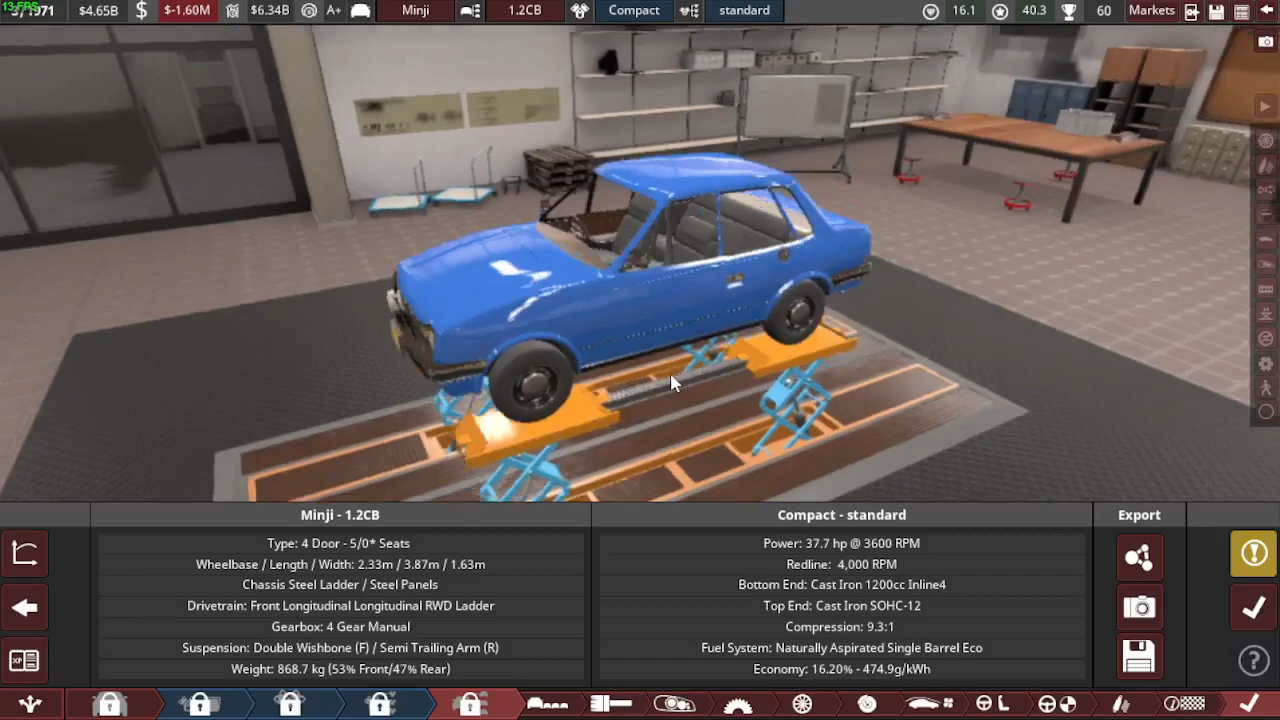 13 FPS
/1971 $4.65B $-1.60M $6.34B A+ Minji 1.2CB Compact standard 16.1 40.3 60 Markets
Minji - 1.2CB
Type: 4 Door - 5/0* Seats
Wheelbase / Length / Width: 2.33m / 3.87m / 1.63m
Chassis Steel Ladder / Steel Panels
Drivetrain: Front Longitudinal Longitudinal RWD Ladder
Gearbox: 4 Gear Manual
Suspension: Double Wishbone (F) / Semi Trailing Arm (R)
Weight: 868.7 kg (53% Front/47% Rear)
Compact - standard
Power: 37.7 hp @ 3600 RPM
Redline: 4,000 RPM
Bottom End: Cast Iron 1200cc Inline4
Top End: Cast Iron SOHC-12
Compression: 9.3:1
Fuel System: Naturally Aspirated Single Barrel Eco
Economy: 16.20% - 474.9g/kWh
Export
XP